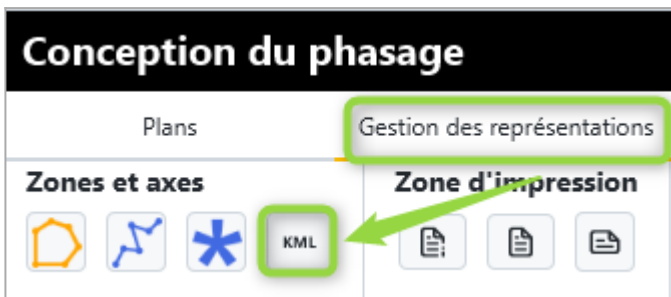 Conception du phasage
Plans
Gestion des représentations
Zones et axes
Zone d'impression
KML